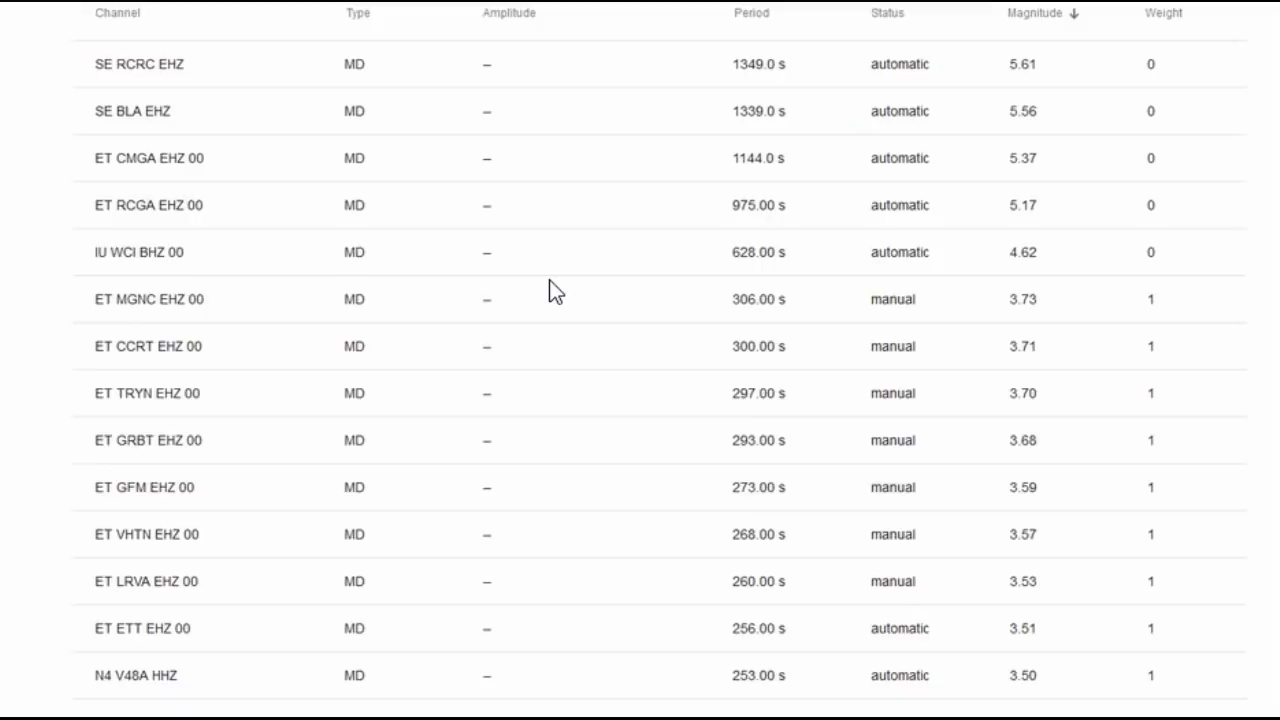 Channel Type Amplitude Period Status Magnitude ↓ Weight
SE RCRC EHZ MD – 1349.0 s automatic 5.61 0
SE BLA EHZ MD – 1339.0 s automatic 5.56 0
ET CMGA EHZ 00 MD – 1144.0 s automatic 5.37 0
ET RCGA EHZ 00 MD – 975.00 s automatic 5.17 0
IU WCI BHZ 00 MD – 628.00 s automatic 4.62 0
ET MGNC EHZ 00 MD – 306.00 s manual 3.73 1
ET CCRT EHZ 00 MD – 300.00 s manual 3.71 1
ET TRYN EHZ 00 MD – 297.00 s manual 3.70 1
ET GRBT EHZ 00 MD – 293.00 s manual 3.68 1
ET GFM EHZ 00 MD – 273.00 s manual 3.59 1
ET VHTN EHZ 00 MD – 268.00 s manual 3.57 1
ET LRVA EHZ 00 MD – 260.00 s manual 3.53 1
ET ETT EHZ 00 MD – 256.00 s automatic 3.51 1
N4 V48A HHZ MD – 253.00 s automatic 3.50 1